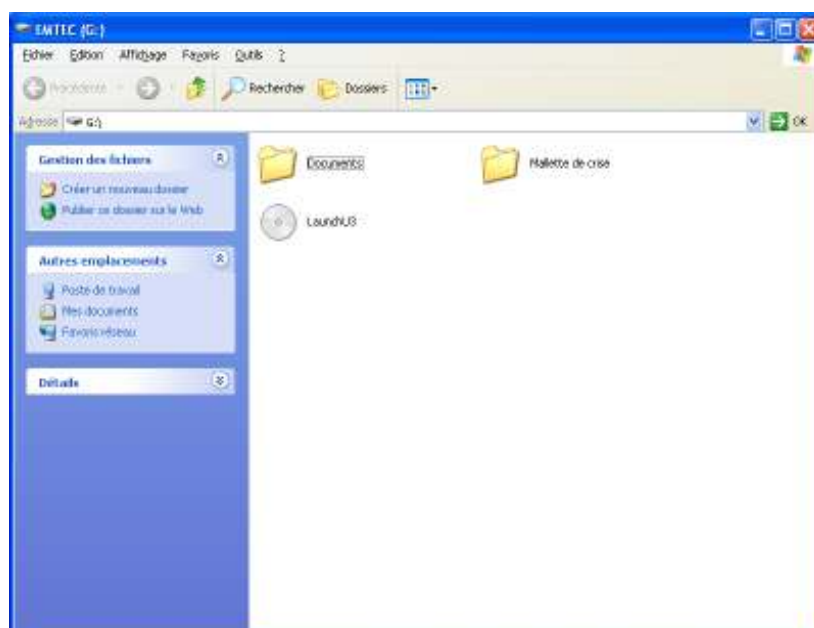 EMTEC (G:)
Fichier Edition Affichage Favoris Outils ?
Précédente Rechercher Dossiers
Adresse G:\ OK
Gestion des fichiers
Créer un nouveau dossier
Publier ce dossier sur le Web
Autres emplacements
Poste de travail
Mes documents
Favoris réseau
Détails
Documents Mallette de crise
LaunchU3